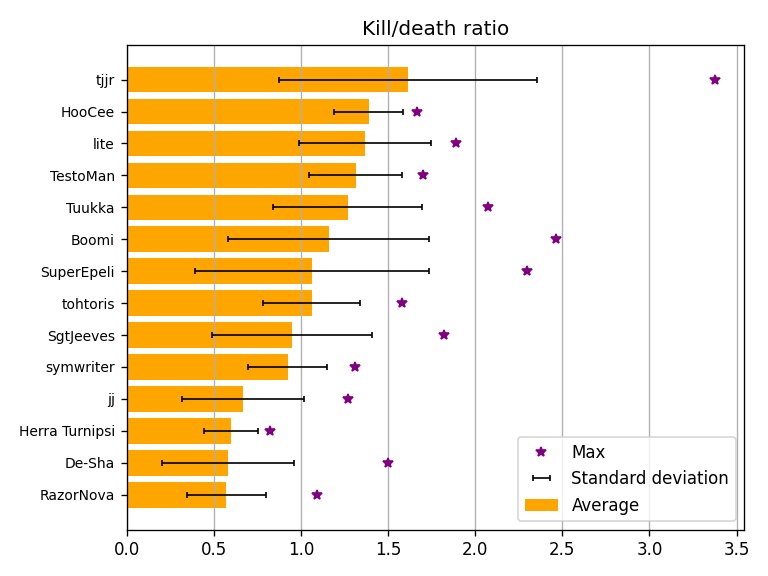 Kill/death ratio
tjjr
HooCee
lite
TestoMan
Tuukka
Boomi
SuperEpeli
tohtoris
SgtJeeves
symwriter
jj
Herra Turnipsi
De-Sha
RazorNova
Max
Standard deviation
Average
0.0 0.5 1.0 1.5 2.0 2.5 3.0 3.5